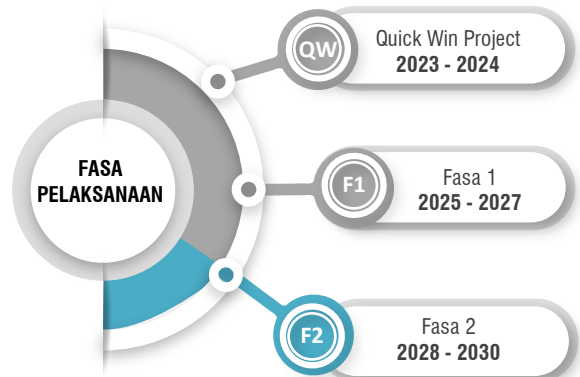 FASA
PELAKSANAAN
QW
Quick Win Project
2023 - 2024
F1
Fasa 1
2025 - 2027
F2
Fasa 2
2028 - 2030